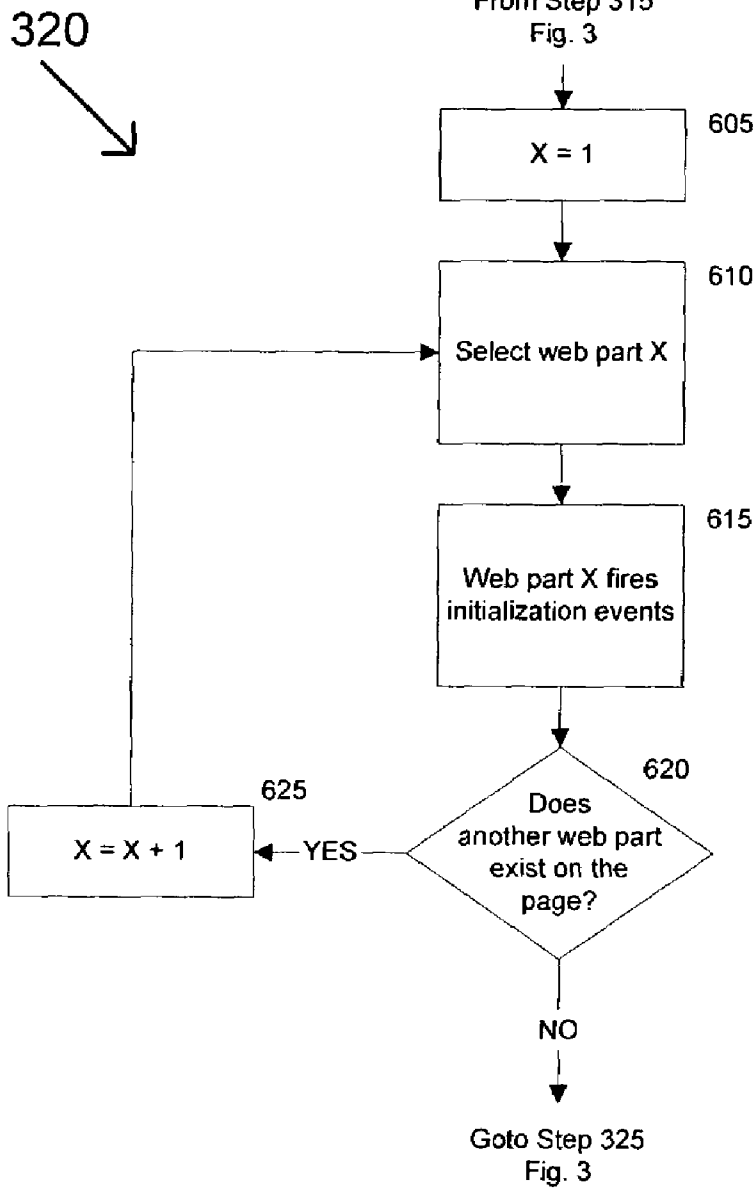 From Step 315
Fig. 3
320
X = 1
605
Select web part X
610
Web part X fires
initialization events
615
Does
another web part
exist on the
page?
620
YES
X = X + 1
625
NO
Goto Step 325
Fig. 3